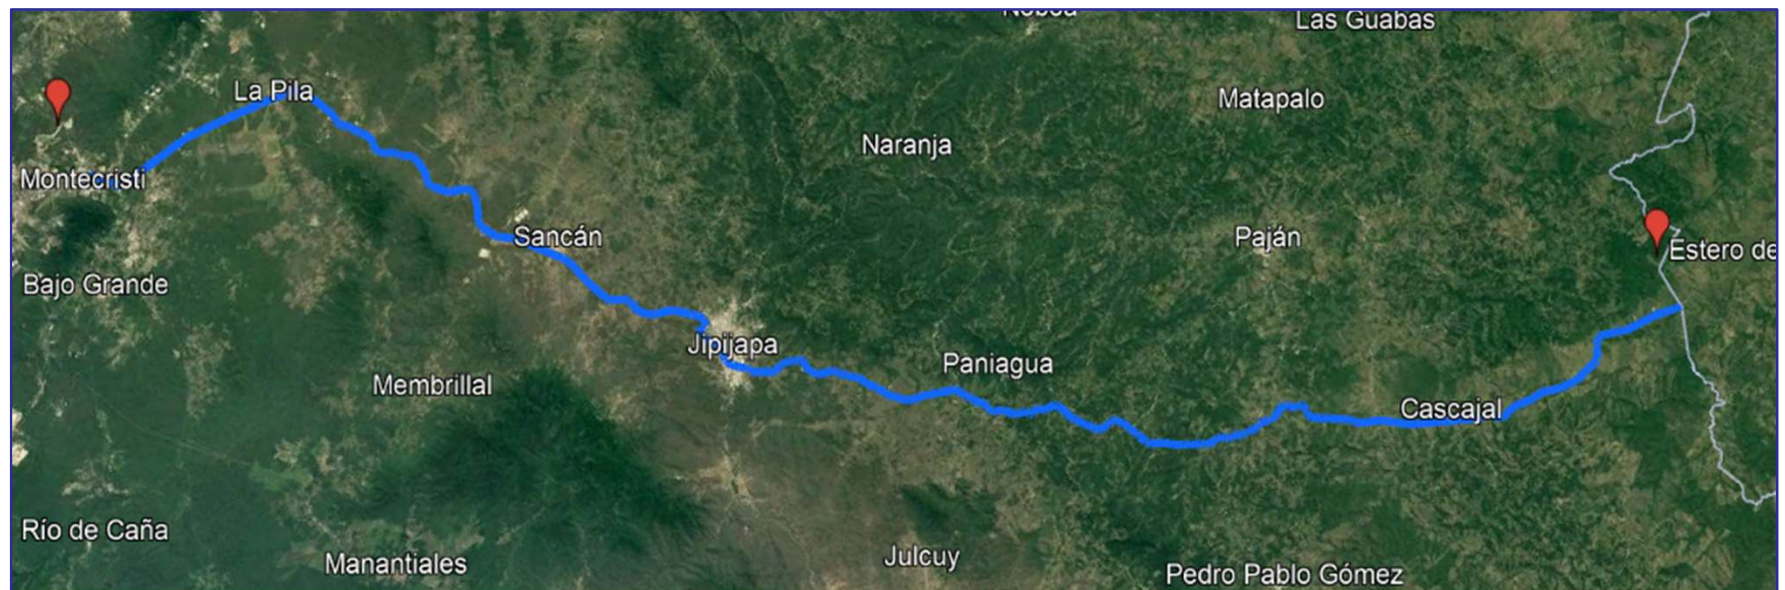 Las Guabas
La Pila
Matapalo
Naranja
Montecristi
Sancán
Paján
Estero de
Bajo Grande
Jipijapa
Paniagua
Membrillal
Cascajal
Río de Caña
Manantiales
Julcuy
Pedro Pablo Gómez